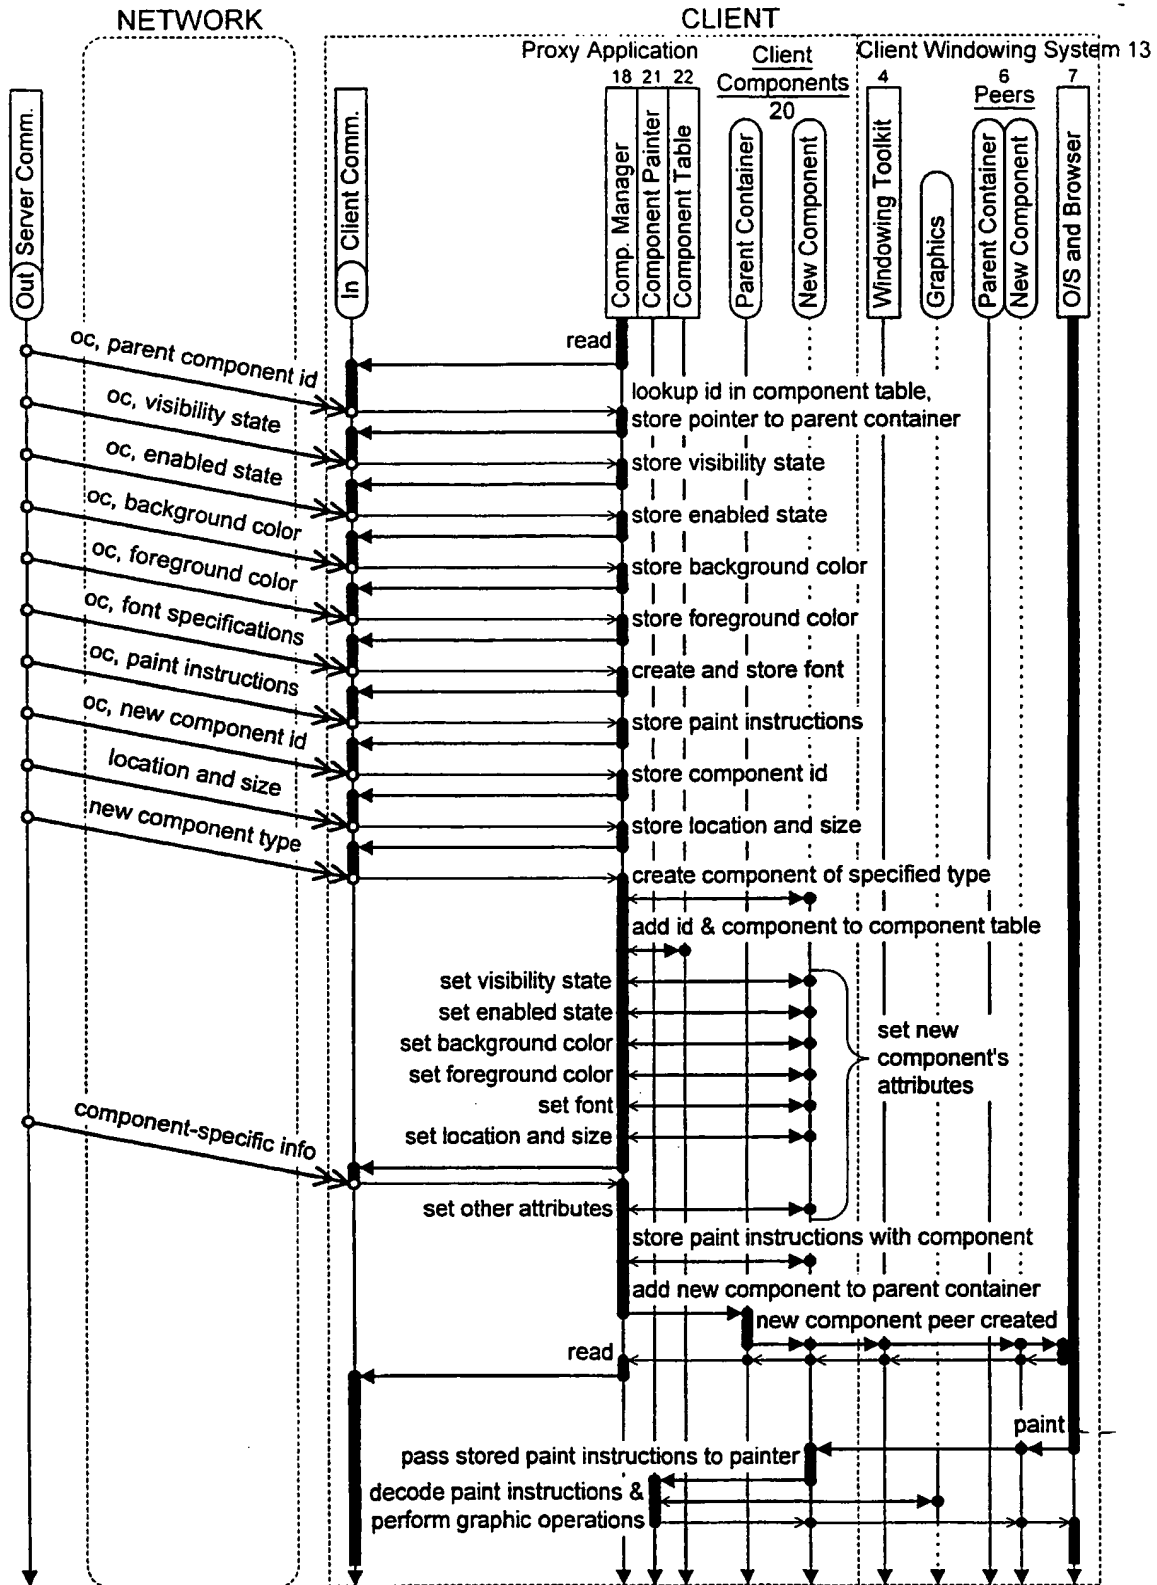 NETWORK
CLIENT
Proxy Application
Client Components 20
Client Windowing System 13
18
21
22
4
6
Peers
7
Out
Server Comm.
In
Client Comm.
Comp. Manager
Component Painter
Component Table
Parent Container
New Component
Windowing Toolkit
Graphics
Parent Container
New Component
O/S and Browser
read
oc, parent component id
lookup id in component table,
store pointer to parent container
oc, visibility state
store visibility state
oc, enabled state
store enabled state
oc, background color
store background color
oc, foreground color
store foreground color
oc, font specifications
create and store font
oc, paint instructions
store paint instructions
oc, new component id
store component id
location and size
store location and size
new component type
create component of specified type
add id & component to component table
set visibility state
set enabled state
set background color
set foreground color
set font
set location and size
set new
component's
attributes
component-specific info
set other attributes
store paint instructions with component
add new component to parent container
new component peer created
read
paint
pass stored paint instructions to painter
decode paint instructions &
perform graphic operations